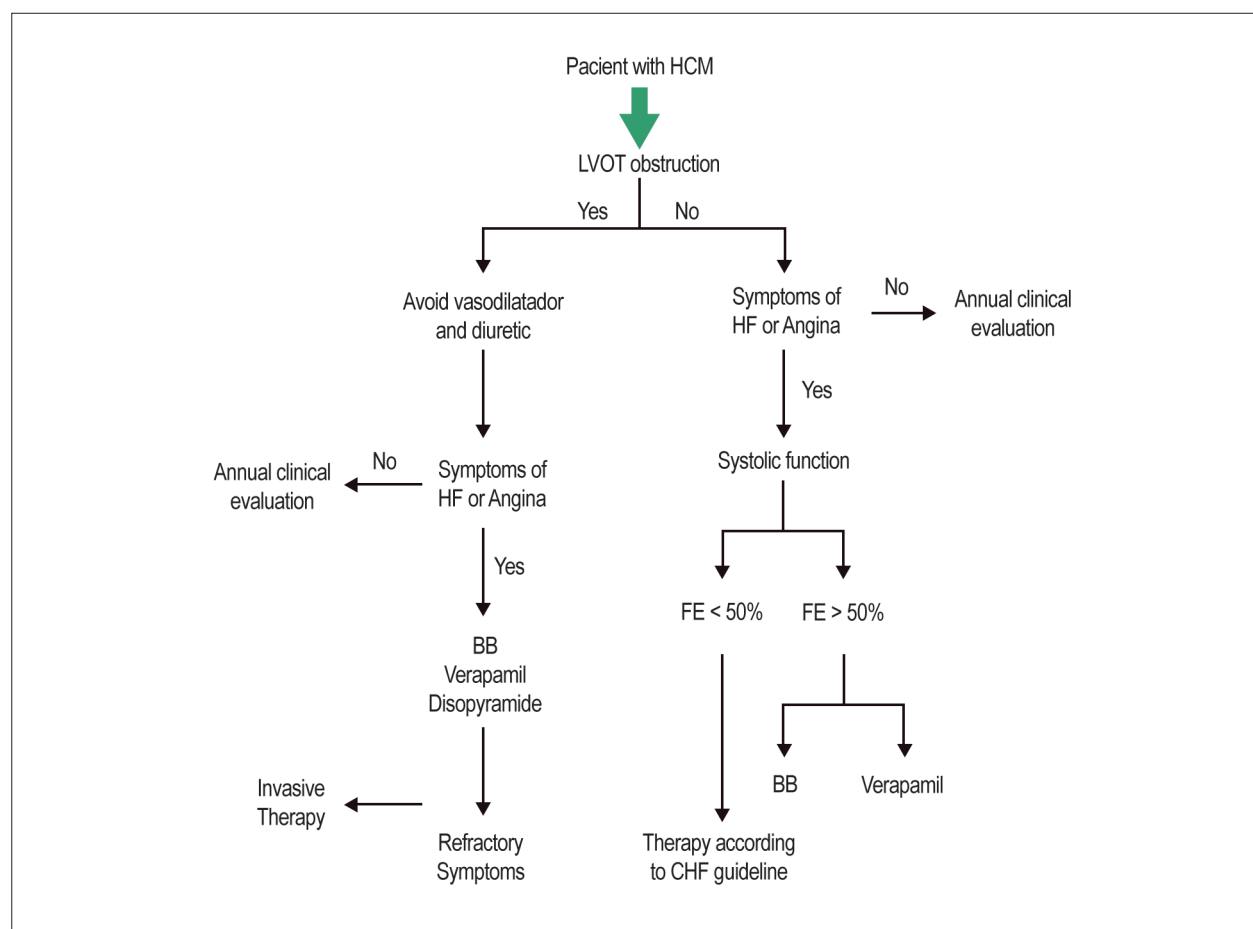 Pacient with HCM
LVOT obstruction
Yes
No
Avoid vasodilatador
and diuretic
Symptoms of
HF or Angina
No
Annual clinical
evaluation
Yes
Annual clinical
evaluation
No
Symptoms of
HF or Angina
Systolic function
Yes
FE < 50%
FE > 50%
BB
Verapamil
Disopyramide
BB
Verapamil
Invasive
Therapy
Refractory
Symptoms
Therapy according
to CHF guideline